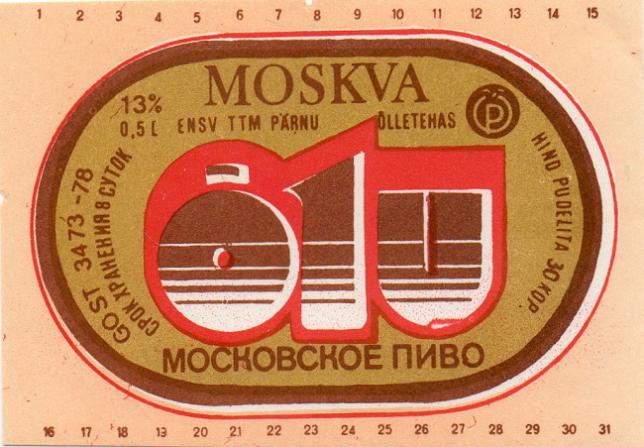 1 2 3 4 5 6 7 8 9 10 11 12 13 14 15
MOSKVA
13%
0,5 L ENSV TTM PÄRNU ÕLLETEHAS
P
GOST 3473-78
СРОК ХРАНЕНИЯ 8 СУТОК
õlu
HIND PUDELITA 30 KOP
МОСКОВСКОЕ ПИВО
16 17 18 19 20 21 22 23 24 25 26 27 28 29 30 31